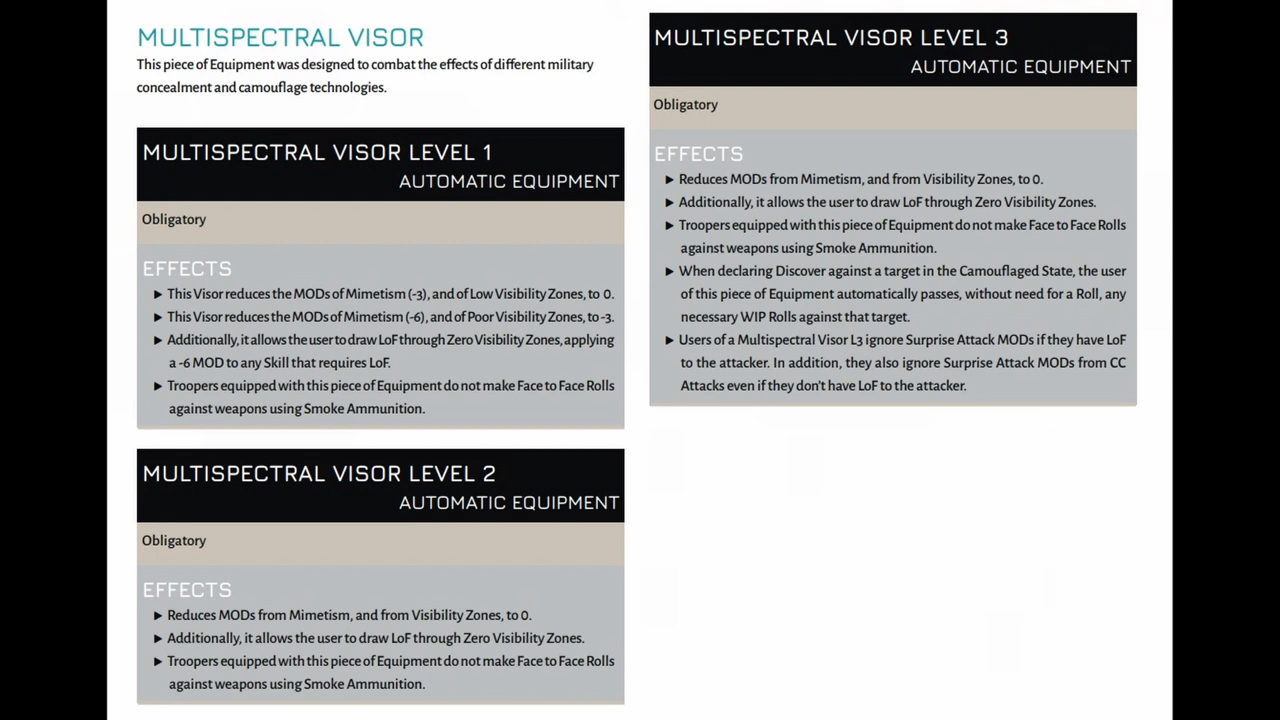 MULTISPECTRAL VISOR
This piece of Equipment was designed to combat the effects of different military
concealment and camouflage technologies.
MULTISPECTRAL VISOR LEVEL 1
AUTOMATIC EQUIPMENT
Obligatory
EFFECTS
► This Visor reduces the MODs of Mimetism (-3), and of Low Visibility Zones, to 0.
► This Visor reduces the MODs of Mimetism (-6), and of Poor Visibility Zones, to -3.
► Additionally, it allows the user to draw LoF through Zero Visibility Zones, applying
a -6 MOD to any Skill that requires LoF.
► Troopers equipped with this piece of Equipment do not make Face to Face Rolls
against weapons using Smoke Ammunition.
MULTISPECTRAL VISOR LEVEL 2
AUTOMATIC EQUIPMENT
Obligatory
EFFECTS
► Reduces MODs from Mimetism, and from Visibility Zones, to 0.
► Additionally, it allows the user to draw LoF through Zero Visibility Zones.
► Troopers equipped with this piece of Equipment do not make Face to Face Rolls
against weapons using Smoke Ammunition.
MULTISPECTRAL VISOR LEVEL 3
AUTOMATIC EQUIPMENT
Obligatory
EFFECTS
► Reduces MODs from Mimetism, and from Visibility Zones, to 0.
► Additionally, it allows the user to draw LoF through Zero Visibility Zones.
► Troopers equipped with this piece of Equipment do not make Face to Face Rolls
against weapons using Smoke Ammunition.
► When declaring Discover against a target in the Camouflaged State, the user
of this piece of Equipment automatically passes, without need for a Roll, any
necessary WIP Rolls against that target.
► Users of a Multispectral Visor L3 ignore Surprise Attack MODs if they have LoF
to the attacker. In addition, they also ignore Surprise Attack MODs from CC
Attacks even if they don't have LoF to the attacker.